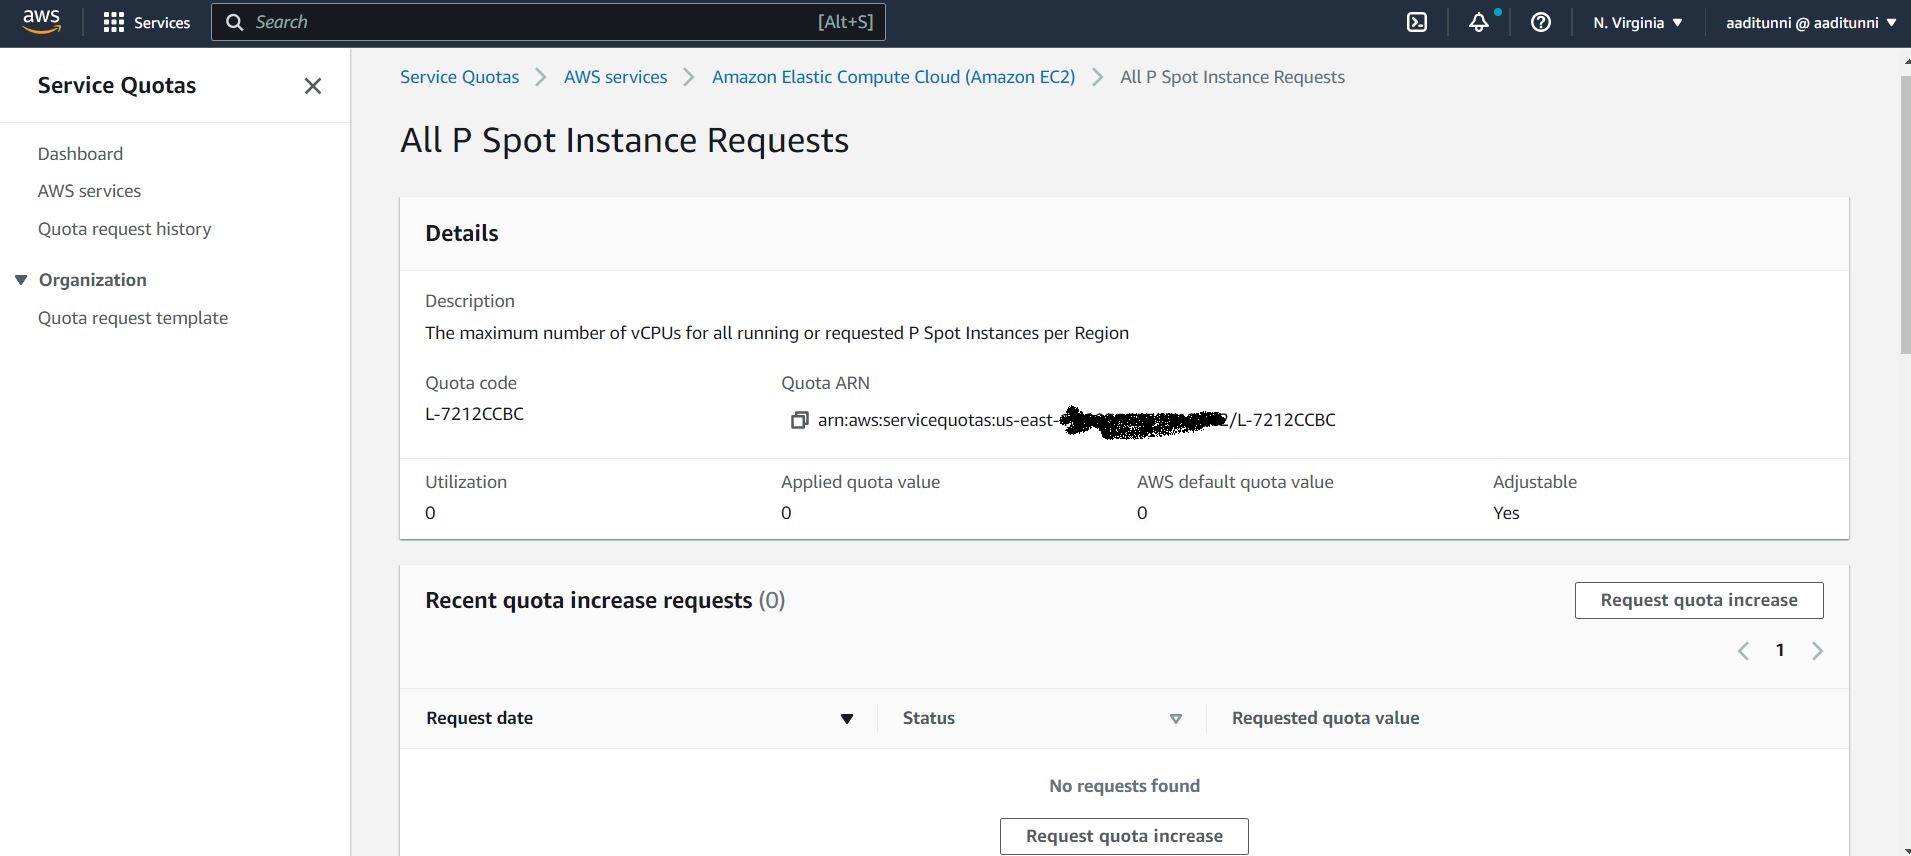 aws Services Search [Alt+S] N. Virginia ▼ aaditunni @ aaditunni ▼
Service Quotas
Dashboard
AWS services
Quota request history
Organization
Quota request template
Service Quotas > AWS services > Amazon Elastic Compute Cloud (Amazon EC2) > All P Spot Instance Requests
All P Spot Instance Requests
Details
Description
The maximum number of vCPUs for all running or requested P Spot Instances per Region
Quota code
L-7212CCBC
Quota ARN
arn:aws:servicequotas:us-east- 2/L-7212CCBC
Utilization
0
Applied quota value
0
AWS default quota value
0
Adjustable
Yes
Recent quota increase requests (0)
Request quota increase
1
Request date Status Requested quota value
No requests found
Request quota increase